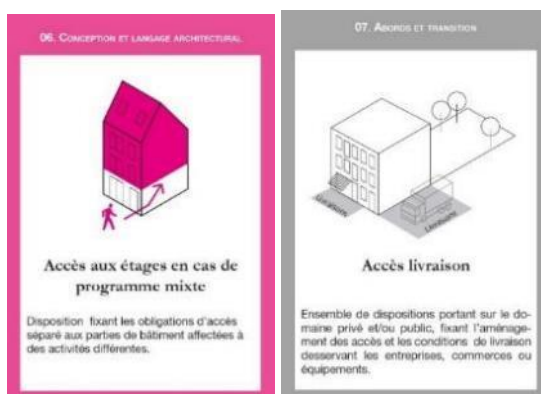 06. CONCEPTION ET LANGAGE ARCHITECTURAL
Accès aux étages en cas de
programme mixte
Disposition fixant les obligations d'accès
séparé aux parties de bâtiment affectées à
des activités différentes.
07. ABORDS ET TRANSITION
Livraisons
Livraisons
Accès livraison
Ensemble de dispositions portant sur le do-
maine privé et/ou public, fixant l'aménage-
ment des accès et les conditions de livraison
desservant les entreprises, commerces ou
équipements.